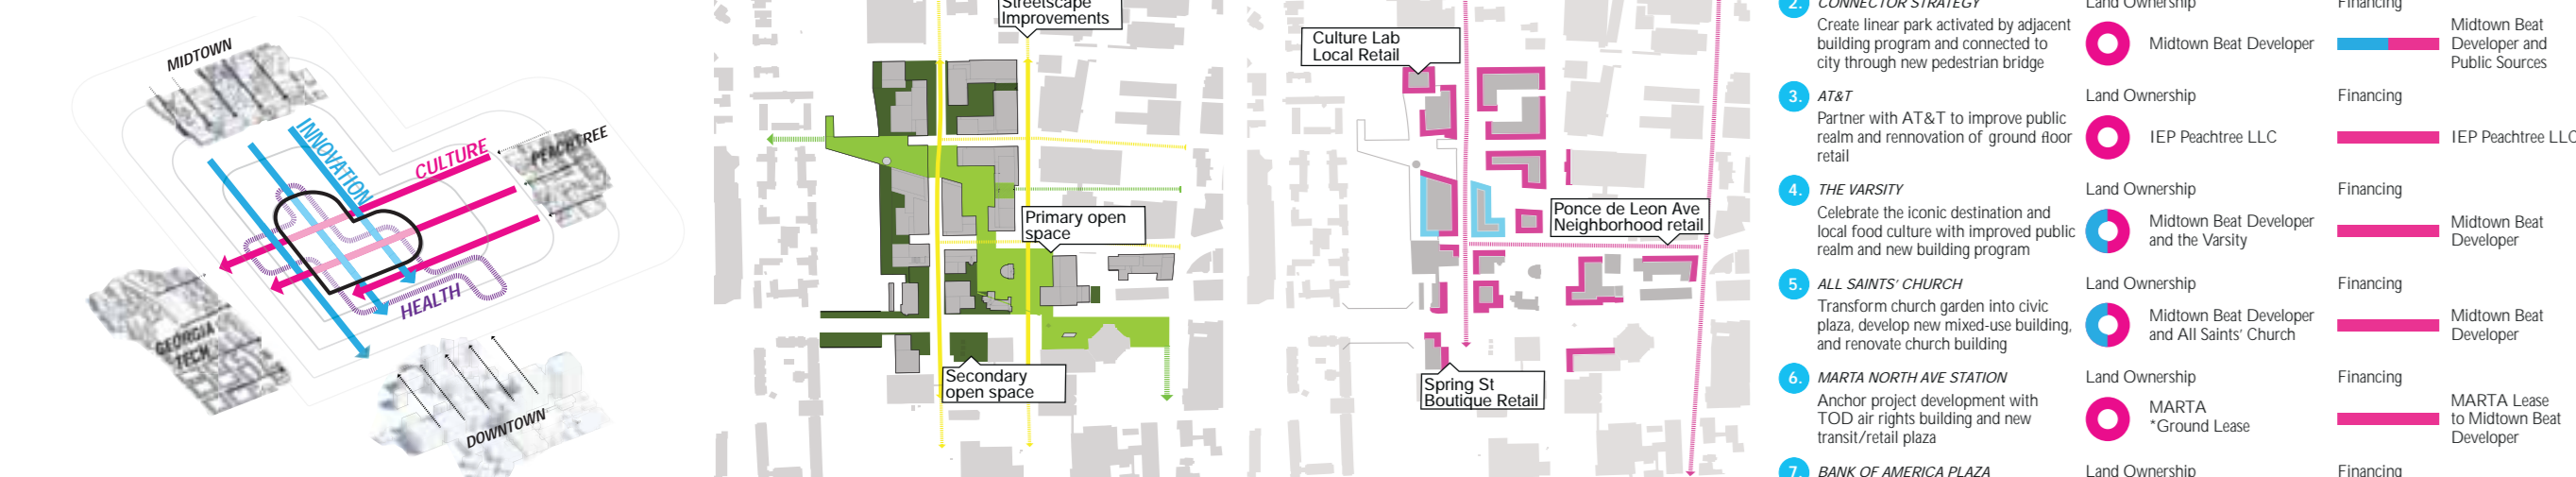 MIDTOWN
INNOVATION
CULTURE
PEACHTREE
HEALTH
GEORGIA
TECH
DOWNTOWN
Streetscape
Improvements
Primary open
space
Secondary
open space
Culture Lab
Local Retail
Ponce de Leon Ave
Neighborhood retail
Spring St
Boutique Retail
2. CONNECTOR STRATEGY
Create linear park activated by adjacent
building program and connected to
city through new pedestrian bridge
Land Ownership
Midtown Beat Developer
Financing
Midtown Beat
Developer and
Public Sources
3. AT&T
Partner with AT&T to improve public
realm and rennovation of ground floor
retail
Land Ownership
IEP Peachtree LLC
Financing
IEP Peachtree LLC
4. THE VARSITY
Celebrate the iconic destination and
local food culture with improved public
realm and new building program
Land Ownership
Midtown Beat Developer
and the Varsity
Financing
Midtown Beat
Developer
5. ALL SAINTS' CHURCH
Transform church garden into civic
plaza, develop new mixed-use building,
and renovate church building
Land Ownership
Midtown Beat Developer
and All Saints' Church
Financing
Midtown Beat
Developer
6. MARTA NORTH AVE STATION
Anchor project development with
TOD air rights building and new
transit/retail plaza
Land Ownership
MARTA
*Ground Lease
Financing
MARTA Lease
to Midtown Beat
Developer
7. BANK OF AMERICA PLAZA
Land Ownership
Financing